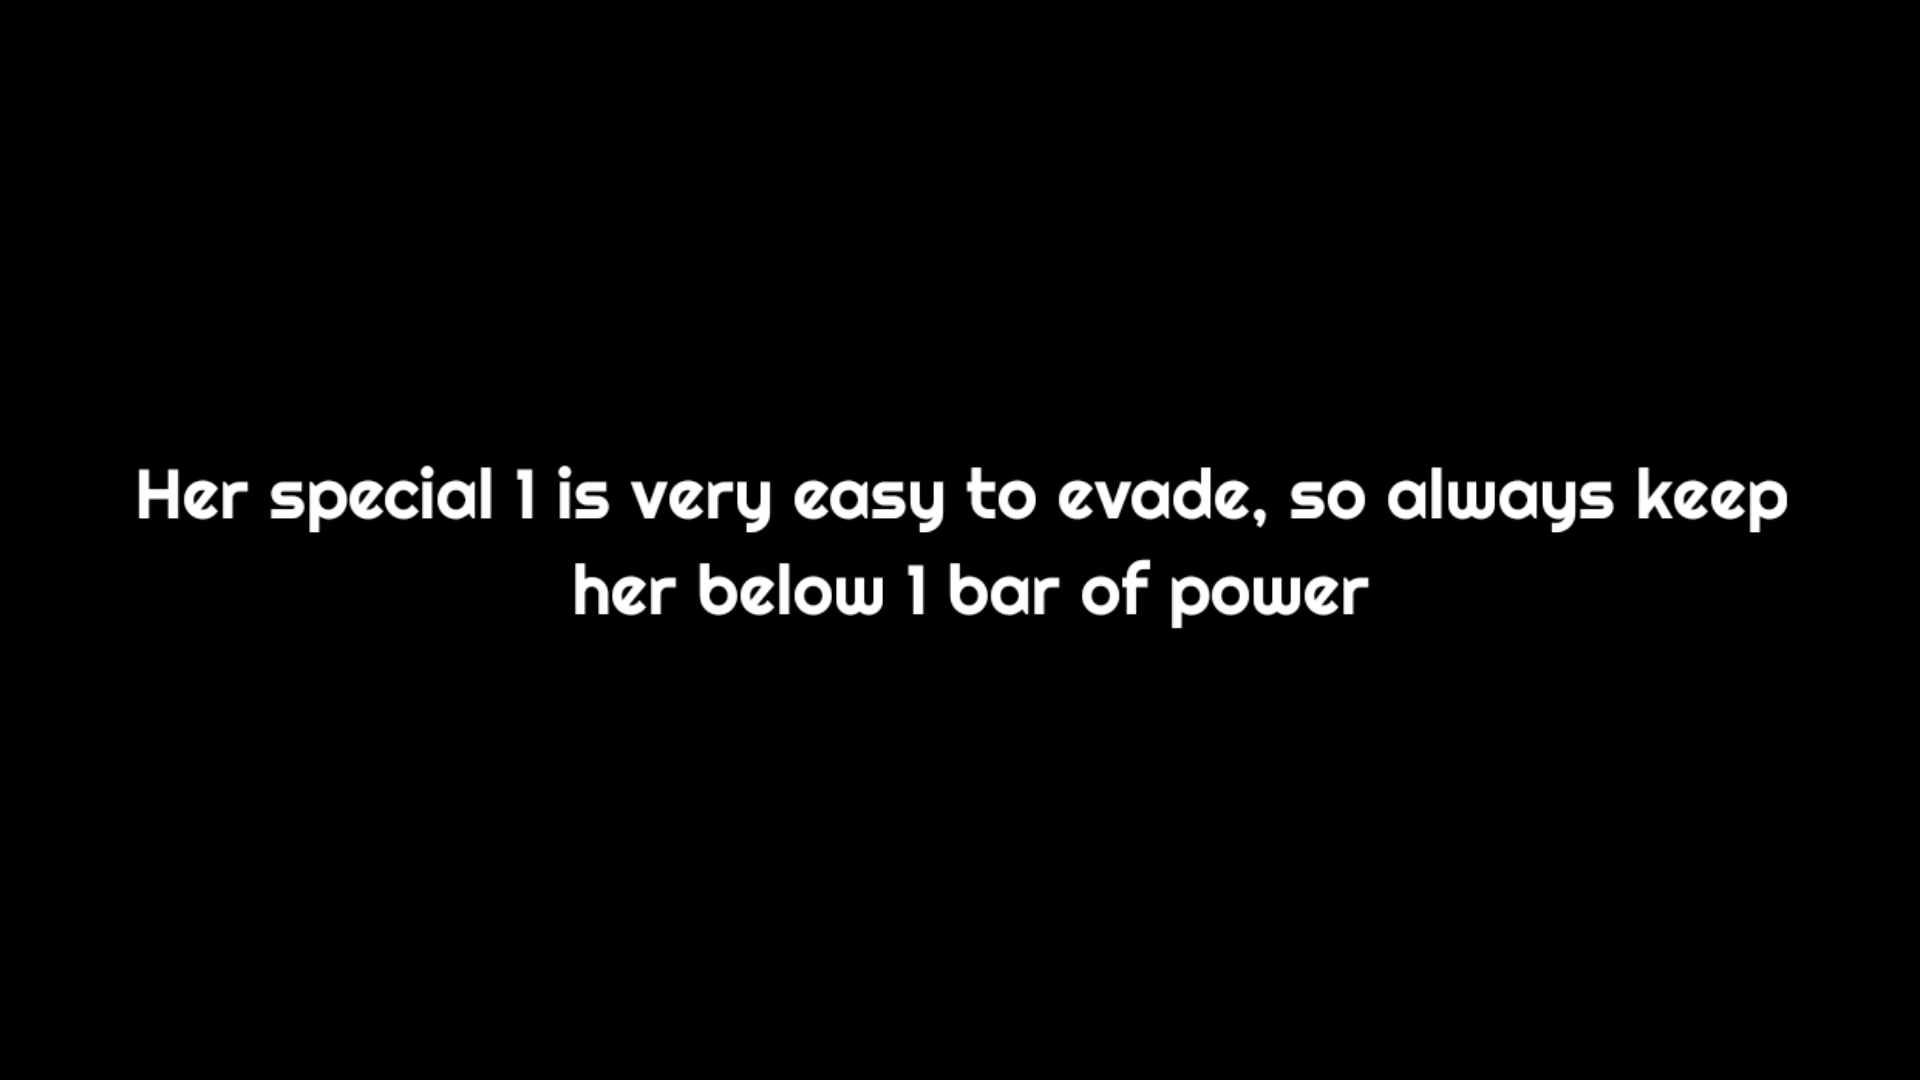 Her special 1 is very easy to evade, so always keep
her below 1 bar of power